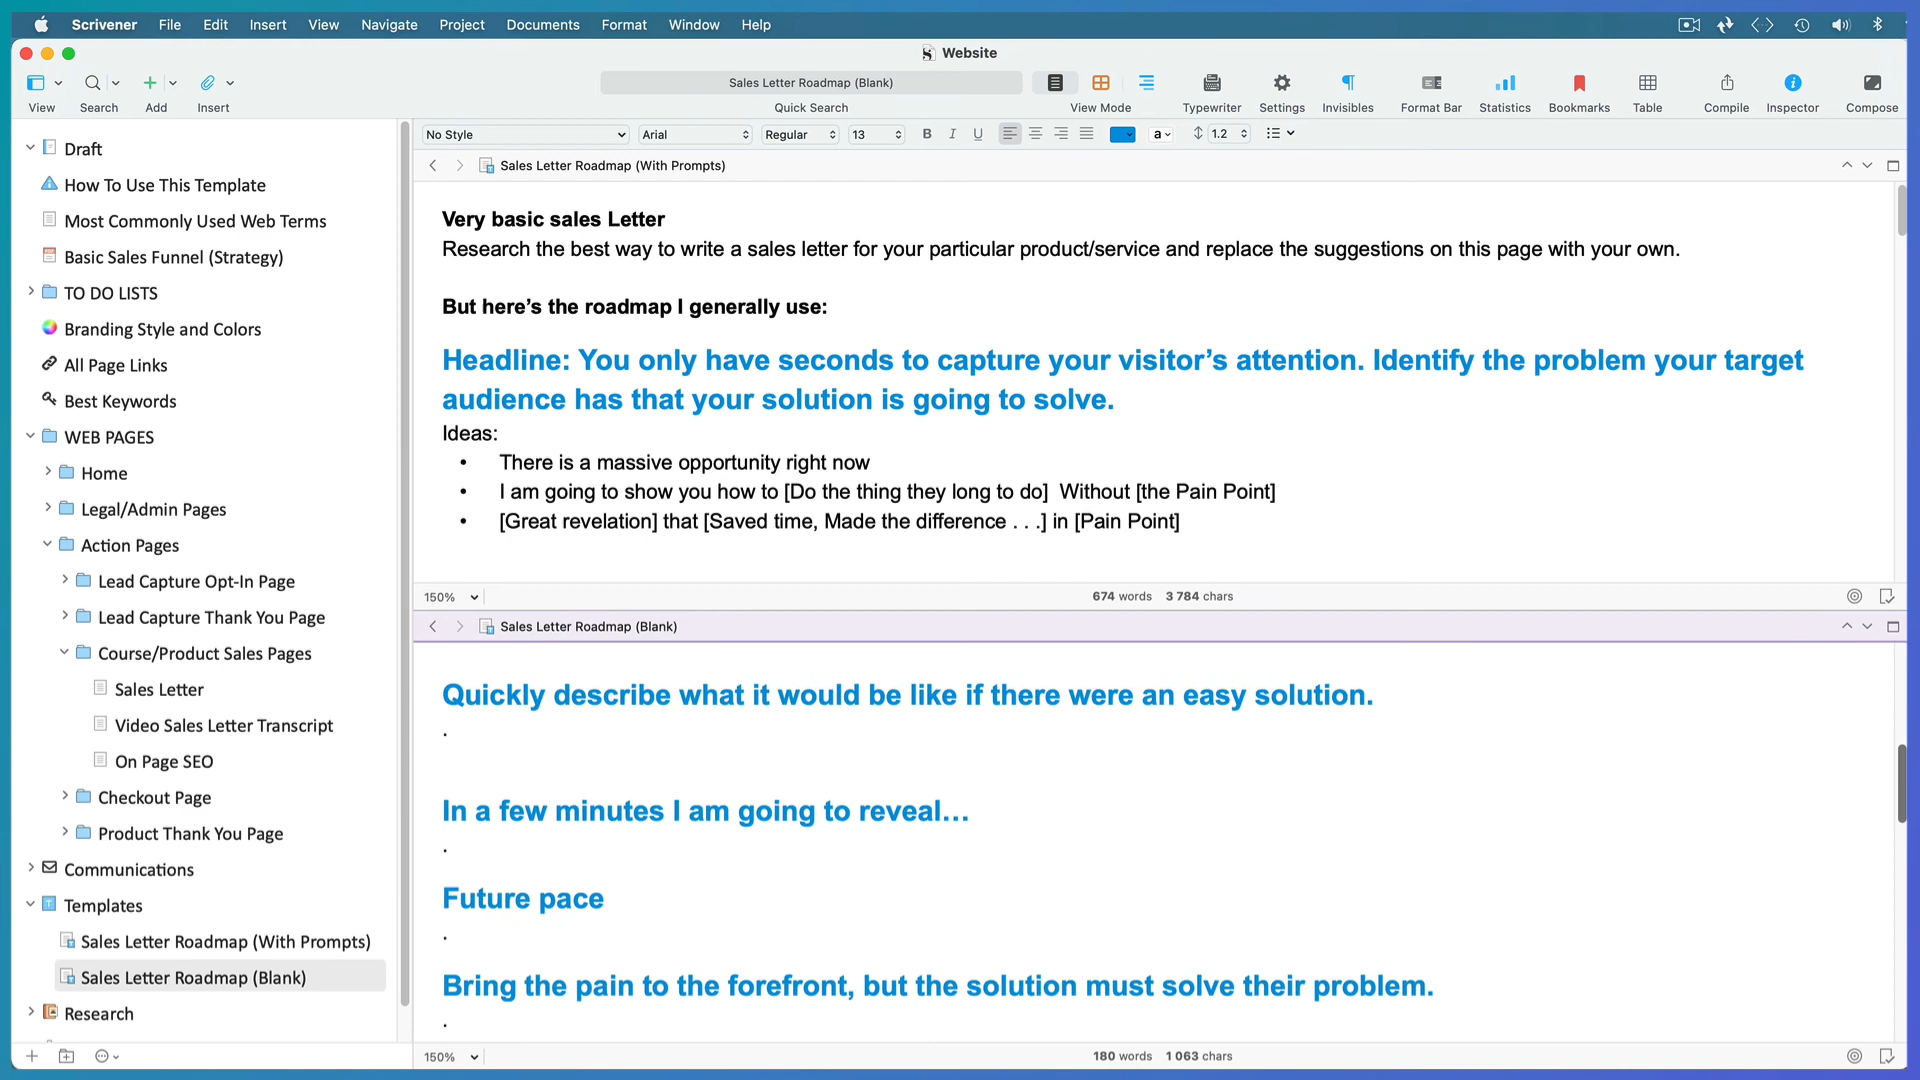 Scrivener File Edit Insert View Navigate Project Documents Format Window Help
Website
Sales Letter Roadmap (Blank)
View Search Add Insert Quick Search View Mode Typewriter Settings Invisibles Format Bar Statistics Bookmarks Table Compile Inspector Compose
No Style Arial Regular 13 B I U a 1.2
Draft
How To Use This Template
Most Commonly Used Web Terms
Basic Sales Funnel (Strategy)
TO DO LISTS
Branding Style and Colors
All Page Links
Best Keywords
WEB PAGES
Home
Legal/Admin Pages
Action Pages
Lead Capture Opt-In Page
Lead Capture Thank You Page
Course/Product Sales Pages
Sales Letter
Video Sales Letter Transcript
On Page SEO
Checkout Page
Product Thank You Page
Communications
Templates
Sales Letter Roadmap (With Prompts)
Sales Letter Roadmap (Blank)
Research
Sales Letter Roadmap (With Prompts)
Very basic sales Letter
Research the best way to write a sales letter for your particular product/service and replace the suggestions on this page with your own.
But here’s the roadmap I generally use:
Headline: You only have seconds to capture your visitor’s attention. Identify the problem your target
audience has that your solution is going to solve.
Ideas:
• There is a massive opportunity right now
• I am going to show you how to [Do the thing they long to do]  Without [the Pain Point]
• [Great revelation] that [Saved time, Made the difference . . .] in [Pain Point]
150% 674 words 3 784 chars
Sales Letter Roadmap (Blank)
Quickly describe what it would be like if there were an easy solution.
.
In a few minutes I am going to reveal…
.
Future pace
.
Bring the pain to the forefront, but the solution must solve their problem.
.
150% 180 words 1 063 chars